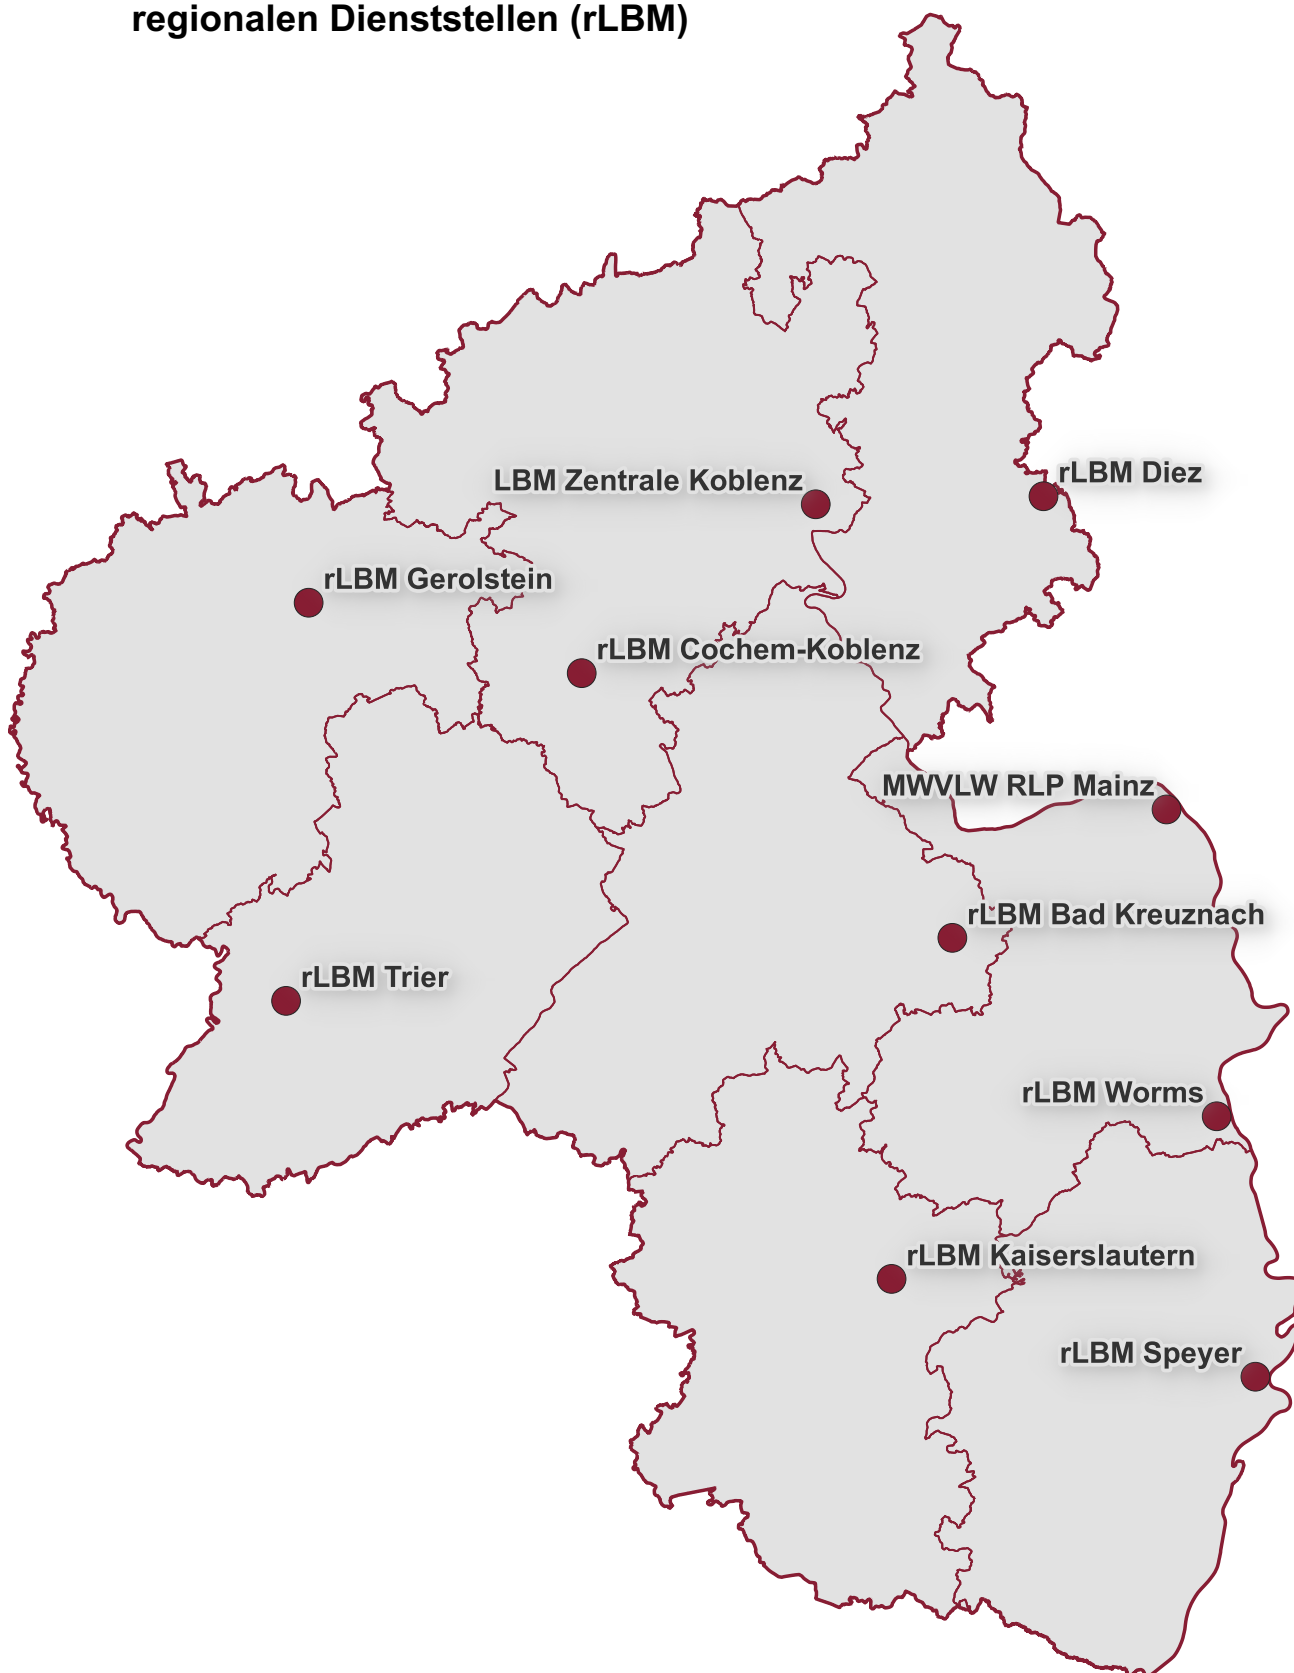 regionalen Dienststellen (rLBM)
rLBM Diez
LBM Zentrale Koblenz
rLBM Gerolstein
rLBM Cochem-Koblenz
MWVLW RLP Mainz
rLBM Bad Kreuznach
rLBM Trier
rLBM Worms
rLBM Kaiserslautern
rLBM Speyer